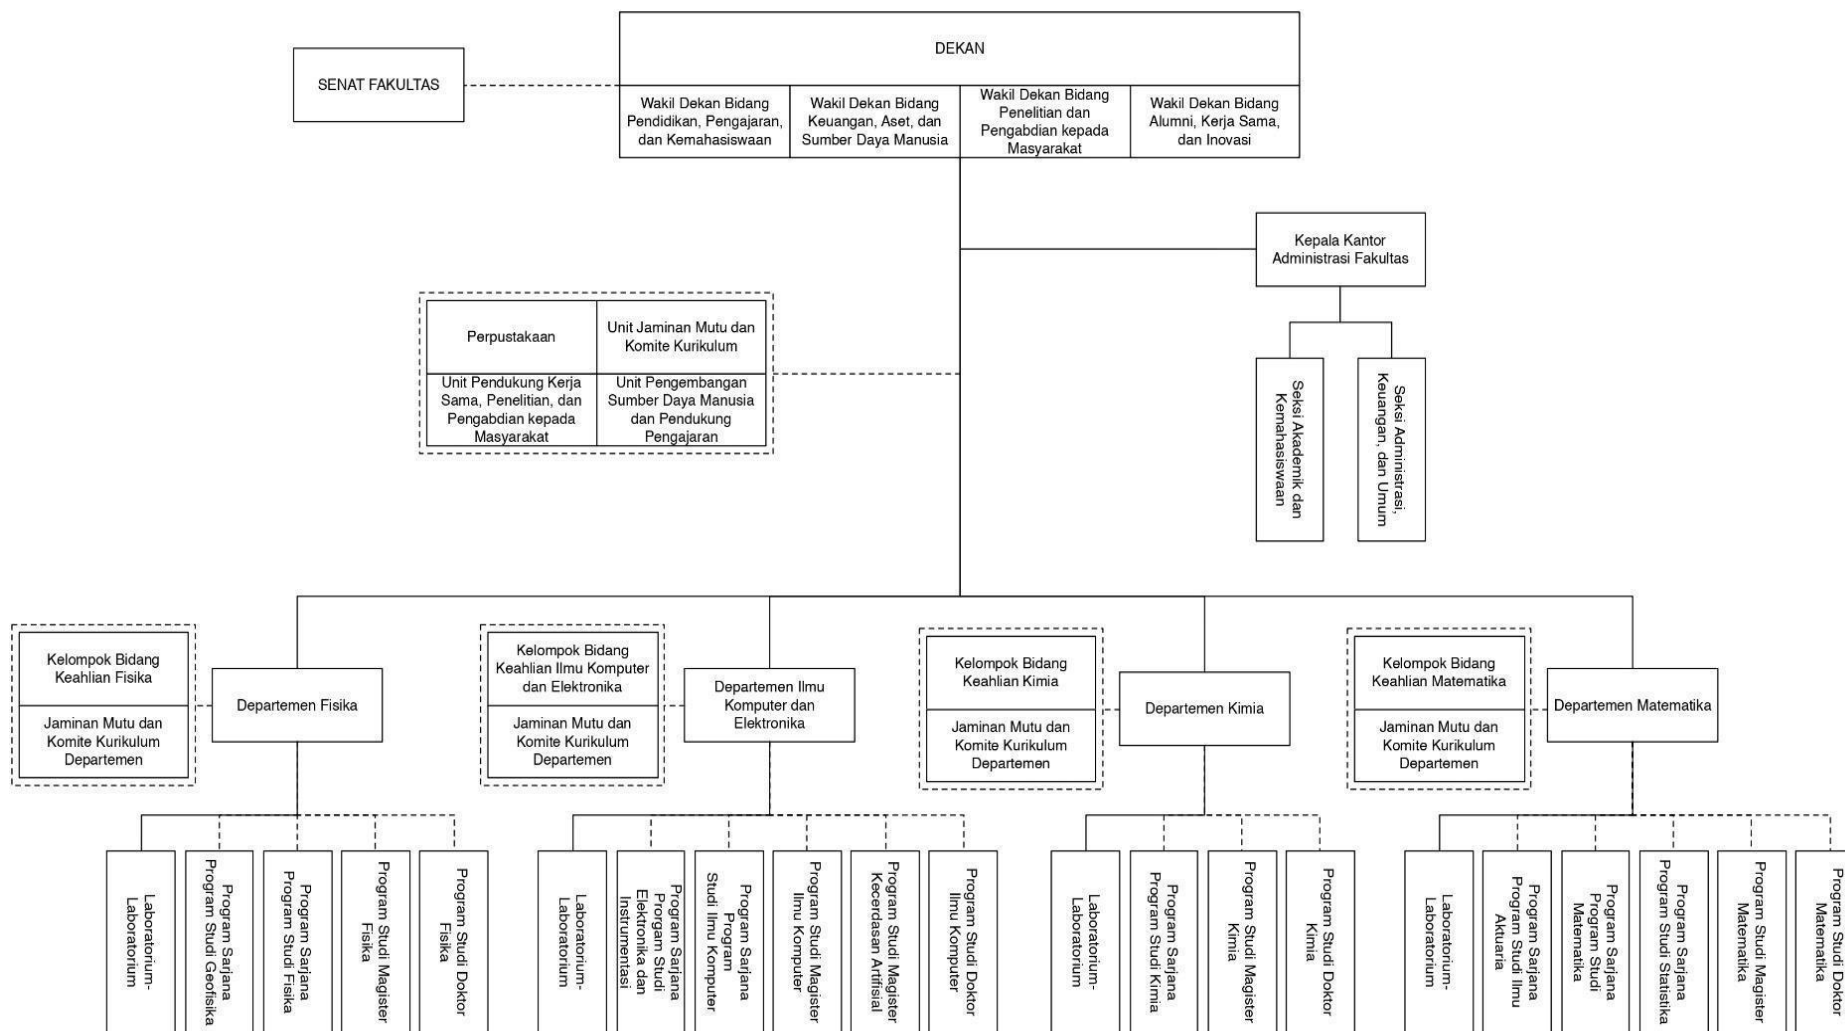 DEKAN
SENAT FAKULTAS
Wakil Dekan Bidang
Pendidikan, Pengajaran,
dan Kemahasiswaan
Wakil Dekan Bidang
Keuangan, Aset, dan
Sumber Daya Manusia
Wakil Dekan Bidang
Penelitian dan
Pengabdian kepada
Masyarakat
Wakil Dekan Bidang
Alumni, Kerja Sama,
dan Inovasi
Kepala Kantor
Administrasi Fakultas
Perpustakaan
Unit Jaminan Mutu dan
Komite Kurikulum
Unit Pendukung Kerja
Sama, Penelitian, dan
Pengabdian kepada
Masyarakat
Unit Pengembangan
Sumber Daya Manusia
dan Pendukung
Pengajaran
Seksi Akademik dan
Kemahasiswaan
Seksi Administrasi,
Keuangan, dan Umum
Kelompok Bidang
Keahlian Fisika
Jaminan Mutu dan
Komite Kurikulum
Departemen
Departemen Fisika
Kelompok Bidang
Keahlian Ilmu Komputer
dan Elektronika
Jaminan Mutu dan
Komite Kurikulum
Departemen
Departemen Ilmu
Komputer dan
Elektronika
Kelompok Bidang
Keahlian Kimia
Jaminan Mutu dan
Komite Kurikulum
Departemen
Departemen Kimia
Kelompok Bidang
Keahlian Matematika
Jaminan Mutu dan
Komite Kurikulum
Departemen
Departemen Matematika
Laboratorium-
Laboratorium
Program Sarjana
Program Studi Geofisika
Program Sarjana
Program Studi Fisika
Program Studi Magister
Fisika
Program Studi Doktor
Fisika
Laboratorium-
Laboratorium
Program Sarjana
Prorgam Studi
Elektronika dan
Instrumentasi
Program Sarjana
Program
Studi Ilmu Komputer
Program Studi Magister
Ilmu Komputer
Program Studi Magister
Kecerdasan Artifisial
Program Studi Doktor
Ilmu Komputer
Laboratorium-
Laboratorium
Program Sarjana
Program Studi Kimia
Program Studi Magister
Kimia
Program Studi Doktor
Kimia
Laboratorium-
Laboratorium
Program Sarjana
Program Studi Ilmu
Aktuaria
Program Sarjana
Program Studi
Matematika
Program Sarjana
Program Studi Statistika
Program Studi Magister
Matematika
Program Studi Doktor
Matematika